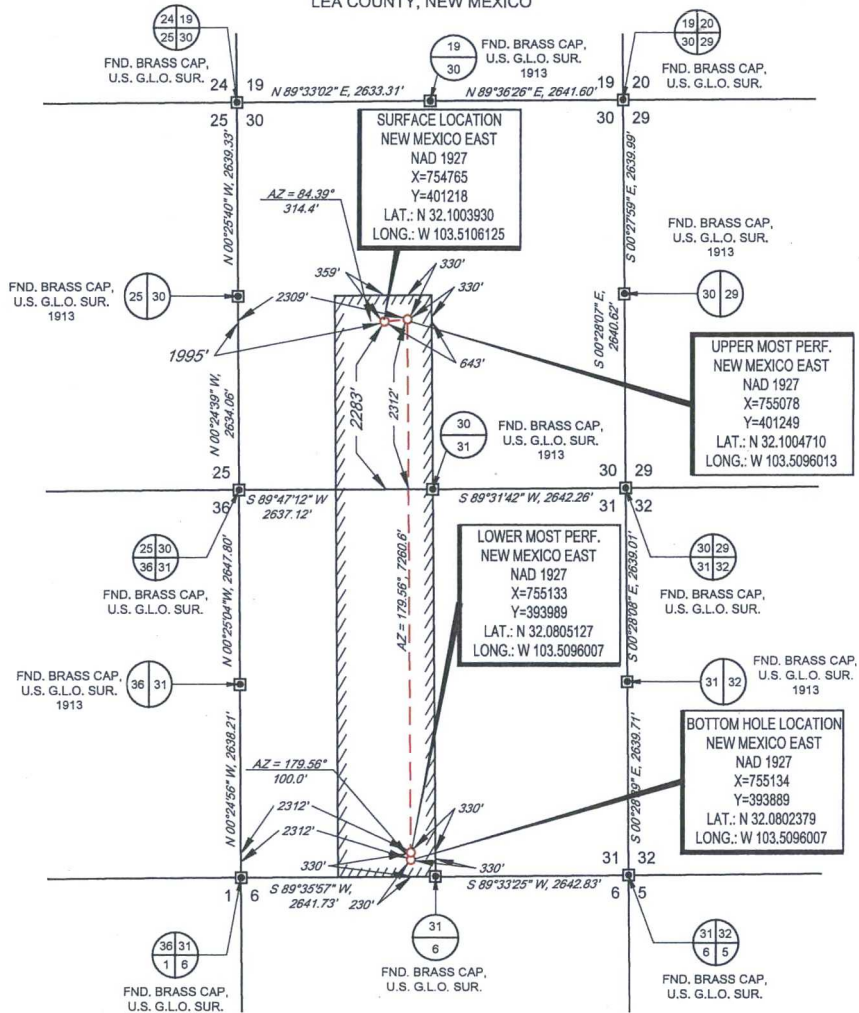 LEA COUNTY, NEW MEXICO
24 19
25 30
FND. BRASS CAP,
U.S. G.L.O. SUR.
19
30
FND. BRASS CAP,
U.S. G.L.O. SUR.
1913
19 20
30 29
FND. BRASS CAP,
U.S. G.L.O. SUR.
24 19
N 89°33'02" E, 2633.31'
N 89°36'26" E, 2641.60'
19 20
25 30
30 29
SURFACE LOCATION
NEW MEXICO EAST
NAD 1927
X=754765
Y=401218
LAT.: N 32.1003930
LONG.: W 103.5106125
N 00°25'40" W, 2639.33'
S 00°27'59" E, 2639.99'
AZ = 84.39°
314.4'
FND. BRASS CAP,
U.S. G.L.O. SUR.
1913
25 30
FND. BRASS CAP,
U.S. G.L.O. SUR.
1913
30 29
359'
330'
2309'
330'
1995'
643'
S 00°28'07" E,
2640.62'
N 00°24'39" W,
2634.06'
2283'
2312'
UPPER MOST PERF.
NEW MEXICO EAST
NAD 1927
X=755078
Y=401249
LAT.: N 32.1004710
LONG.: W 103.5096013
30
31
FND. BRASS CAP,
U.S. G.L.O. SUR.
1913
25
30 29
36
S 89°47'12" W
2637.12'
S 89°31'42" W, 2642.26'
31 32
25 30
36 31
FND. BRASS CAP,
U.S. G.L.O. SUR.
30 29
31 32
FND. BRASS CAP,
U.S. G.L.O. SUR.
N 00°25'04"W, 2647.80'
AZ = 179.56°, 7260.6'
LOWER MOST PERF.
NEW MEXICO EAST
NAD 1927
X=755133
Y=393989
LAT.: N 32.0805127
LONG.: W 103.5096007
S 00°28'08" E, 2639.01'
36 31
FND. BRASS CAP,
U.S. G.L.O. SUR.
1913
31 32
FND. BRASS CAP,
U.S. G.L.O. SUR.
1913
N 00°24'56" W, 2638.21'
AZ = 179.56°
100.0'
BOTTOM HOLE LOCATION
NEW MEXICO EAST
NAD 1927
X=755134
Y=393889
LAT.: N 32.0802379
LONG.: W 103.5096007
E, 2639.71'
2312'
330'
2312'
330'
330'
1 6
S 89°35'57" W,
2641.73'
230'
S 89°33'25" W, 2642.83'
31 32
6 5
36 31
1 6
FND. BRASS CAP,
U.S. G.L.O. SUR.
31
6
FND. BRASS CAP,
U.S. G.L.O. SUR.
31 32
6 5
FND. BRASS CAP,
U.S. G.L.O. SUR.